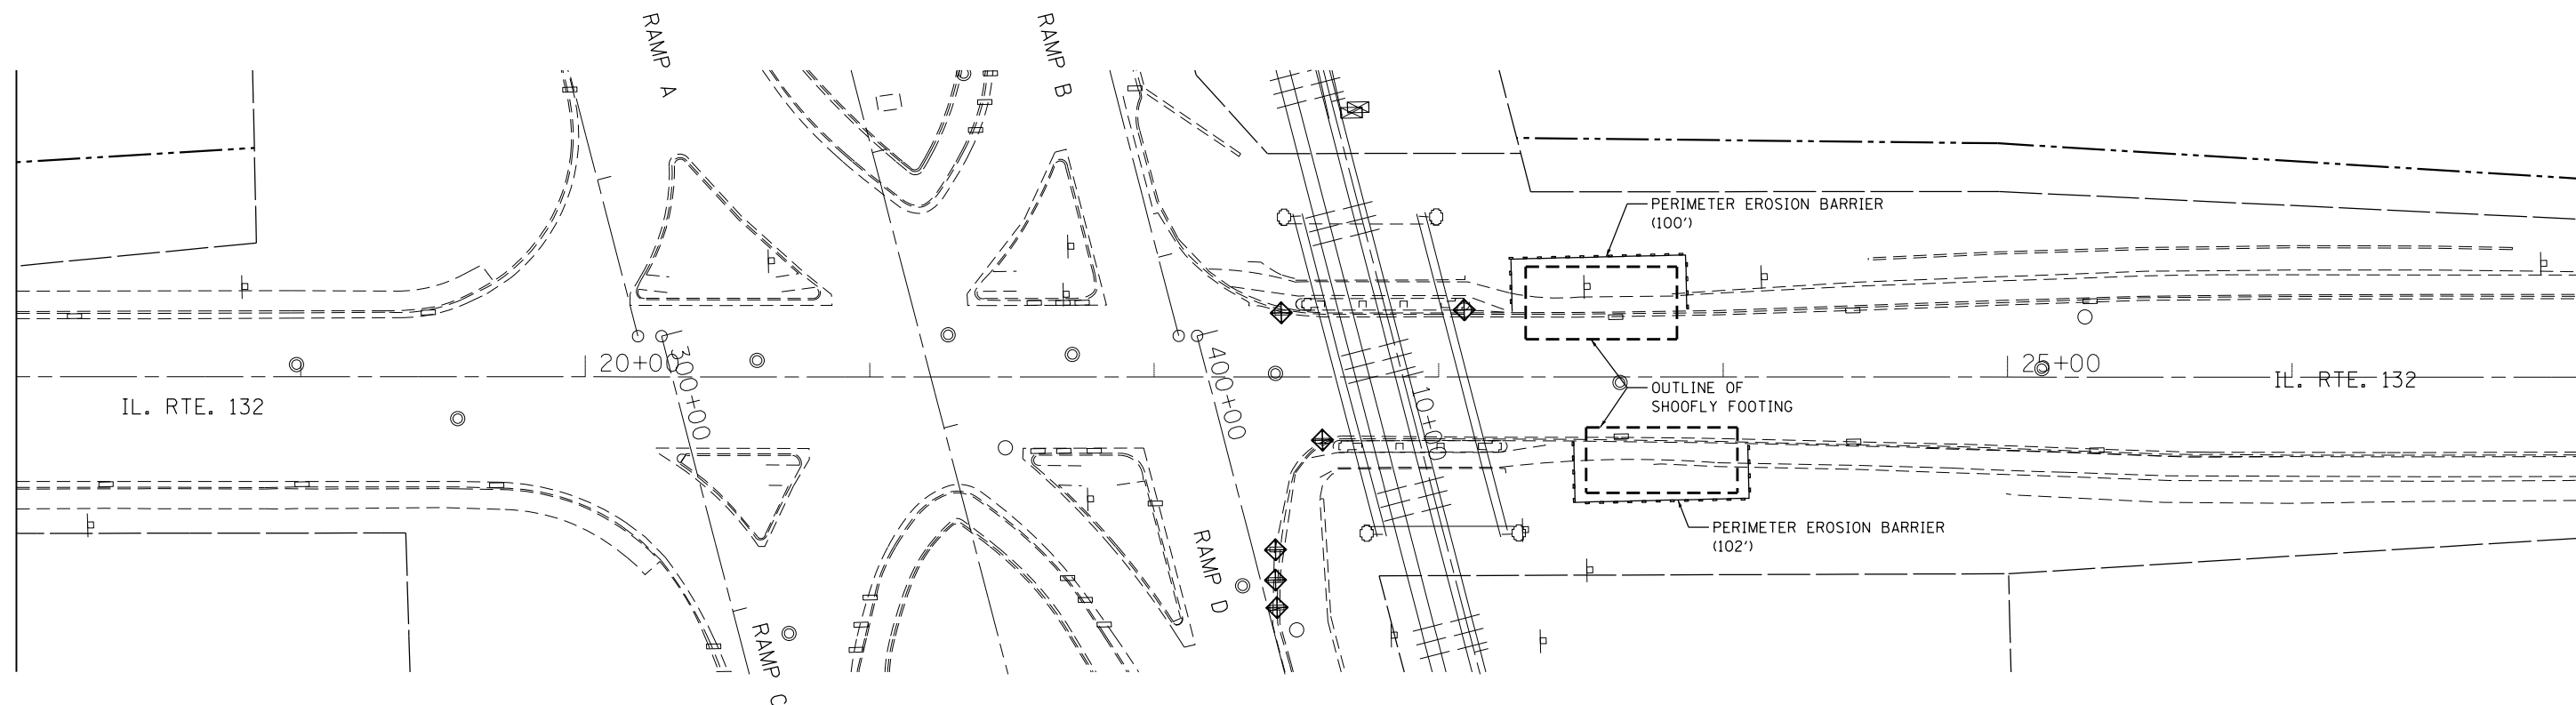 RAMP A
RAMP B
PERIMETER EROSION BARRIER
(100')
20+00
300+00
400+00
10+00
25+00
IL. RTE. 132
IL. RTE. 132
OUTLINE OF
SHOOFLY FOOTING
PERIMETER EROSION BARRIER
(102')
RAMP D
RAMP C